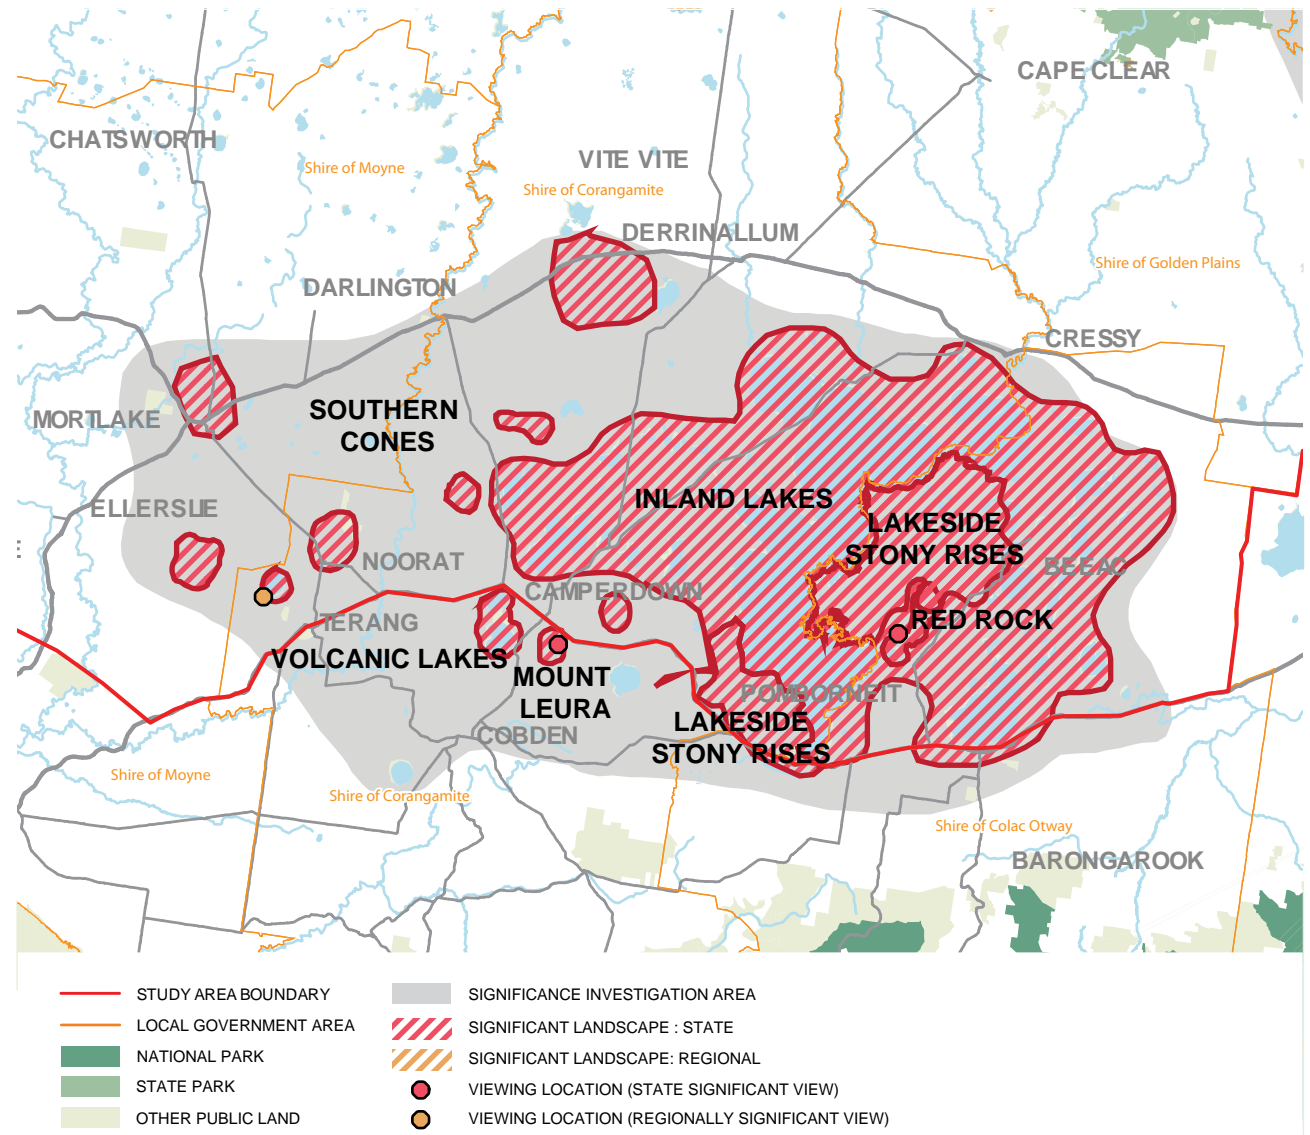 CAPE CLEAR
CHATSWORTH
VITE VITE
Shire of Moyne
Shire of Corangamite
DERRINALLUM
Shire of Golden Plains
DARLINGTON
CRESSY
SOUTHERN
CONES
MORTLAKE
INLAND LAKES
ELLERSLIE
LAKESIDE
STONY RISES
E
NOORAT
BEEAC
CAMPERDOWN
TERANG
RED ROCK
VOLCANIC LAKES
MOUNT
LEURA
POMBORNEIT
LAKESIDE
STONY RISES
COBDEN
Shire of Moyne
Shire of Corangamite
Shire of Colac Otway
BARONGAROOK
STUDY AREA BOUNDARY
LOCAL GOVERNMENT AREA
NATIONAL PARK
STATE PARK
OTHER PUBLIC LAND
SIGNIFICANCE INVESTIGATION AREA
SIGNIFICANT LANDSCAPE : STATE
SIGNIFICANT LANDSCAPE: REGIONAL
VIEWING LOCATION (STATE SIGNIFICANT VIEW)
VIEWING LOCATION (REGIONALLY SIGNIFICANT VIEW)